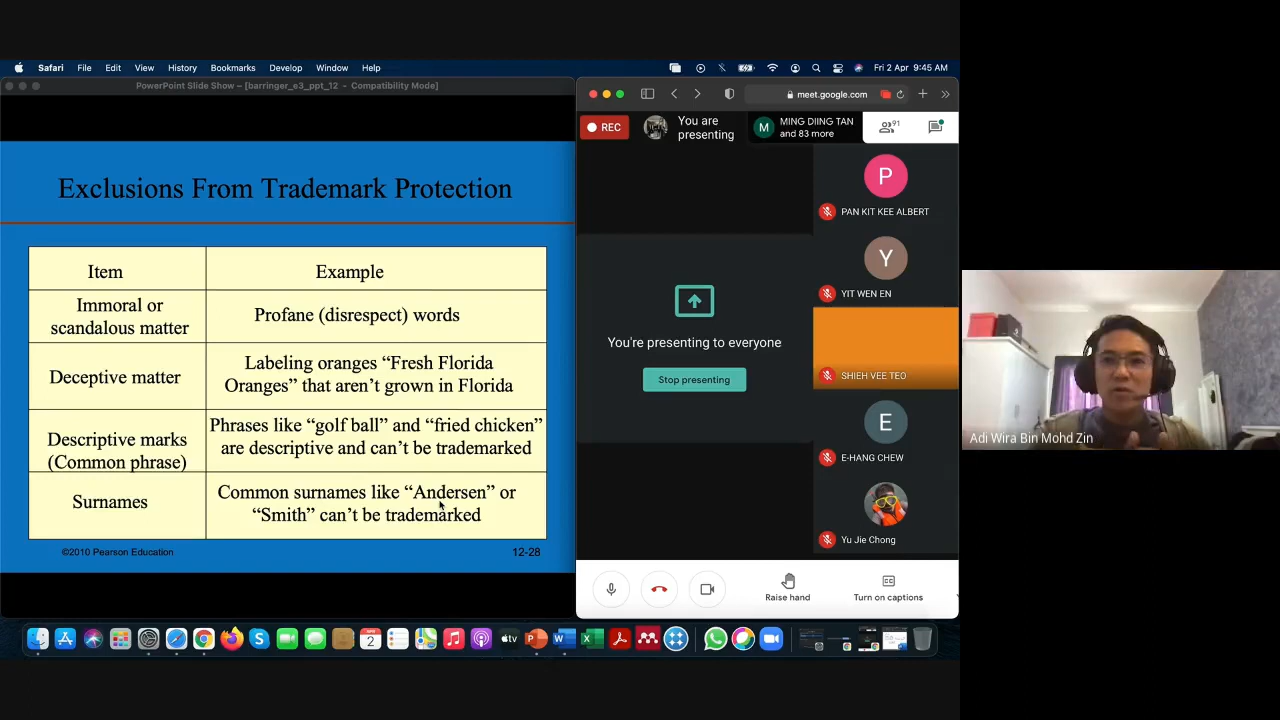 Safari File Edit View History Bookmarks Develop Window Help
Fri 2 Apr 9:45 AM
PowerPoint Slide Show – [barringer_e3_ppt_12 - Compatibility Mode]
Exclusions From Trademark Protection
Item
Example
Immoral or
scandalous matter
Profane (disrespect) words
Deceptive matter
Labeling oranges “Fresh Florida
Oranges” that aren’t grown in Florida
Descriptive marks
(Common phrase)
Phrases like “golf ball” and “fried chicken”
are descriptive and can’t be trademarked
Surnames
Common surnames like “Andersen” or
“Smith” can’t be trademarked
©2010 Pearson Education
12-28
meet.google.com
REC
You are
presenting
M
MING DIING TAN
and 83 more
91
You're presenting to everyone
Stop presenting
P
PAN KIT KEE ALBERT
Y
YIT WEN EN
SHIEH VEE TEO
E
E-HANG CHEW
Yu Jie Chong
Raise hand
Turn on captions
APR
2
tv
Adi Wira Bin Mohd Zin